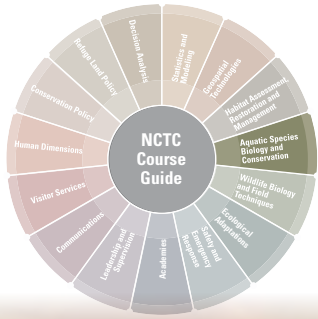 NCTC
Course
Guide
Statistics and
Modeling
Geospatial
Technologies
Habitat Assessment,
Restoration and
Management
Aquatic Species
Biology and
Conservation
Wildlife Biology
and Field
Techniques
Ecological
Adaptations
Safety and
Emergency
Response
Academies
Leadership and
Supervision
Communications
Visitor Services
Human Dimensions
Conservation Policy
Refuge Land Policy
Decision Analysis